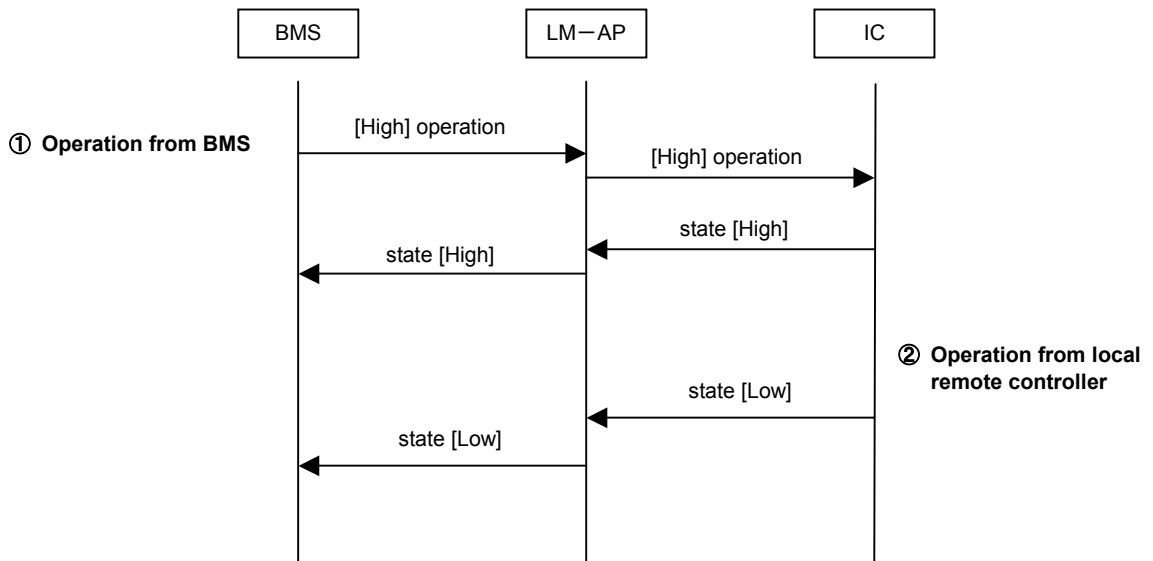 BMS
LM－AP
IC
① Operation from BMS
[High] operation
[High] operation
state [High]
state [High]
② Operation from local
remote controller
state [Low]
state [Low]